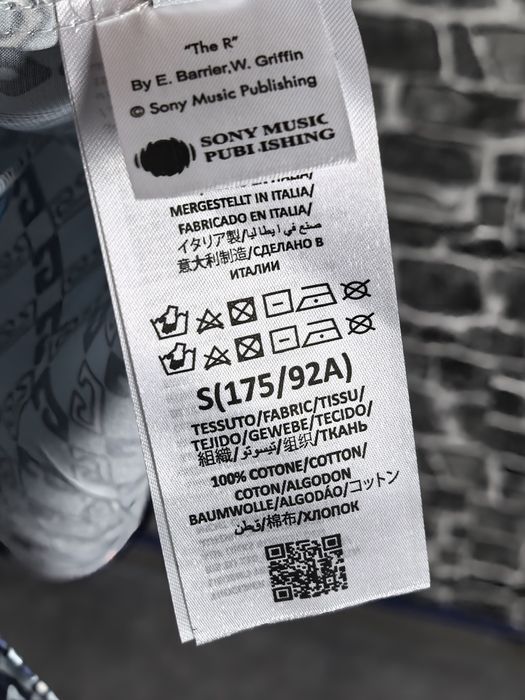 "The R"
By E. Barrier,W. Griffin
© Sony Music Publishing
SONY MUSIC
PUBLISHING
MERGESTELLT IN ITALIA/
FABRICADO EN ITALIA/
イタリア製/صنع في ايطاليا/
意大利制造/СДЕЛАНО В
ИТАЛИИ
S(175/92A)
TESSUTO/FABRIC/TISSU/
TEJIDO/GEWEBE/TECIDO/
組織/نيسوتو/组织/ТКАНЬ
100% COTONE/COTTON/
COTON/ALGODON
BAUMWOLLE/ALGODÁO/コットン
قطن/棉布/ХЛОПОК